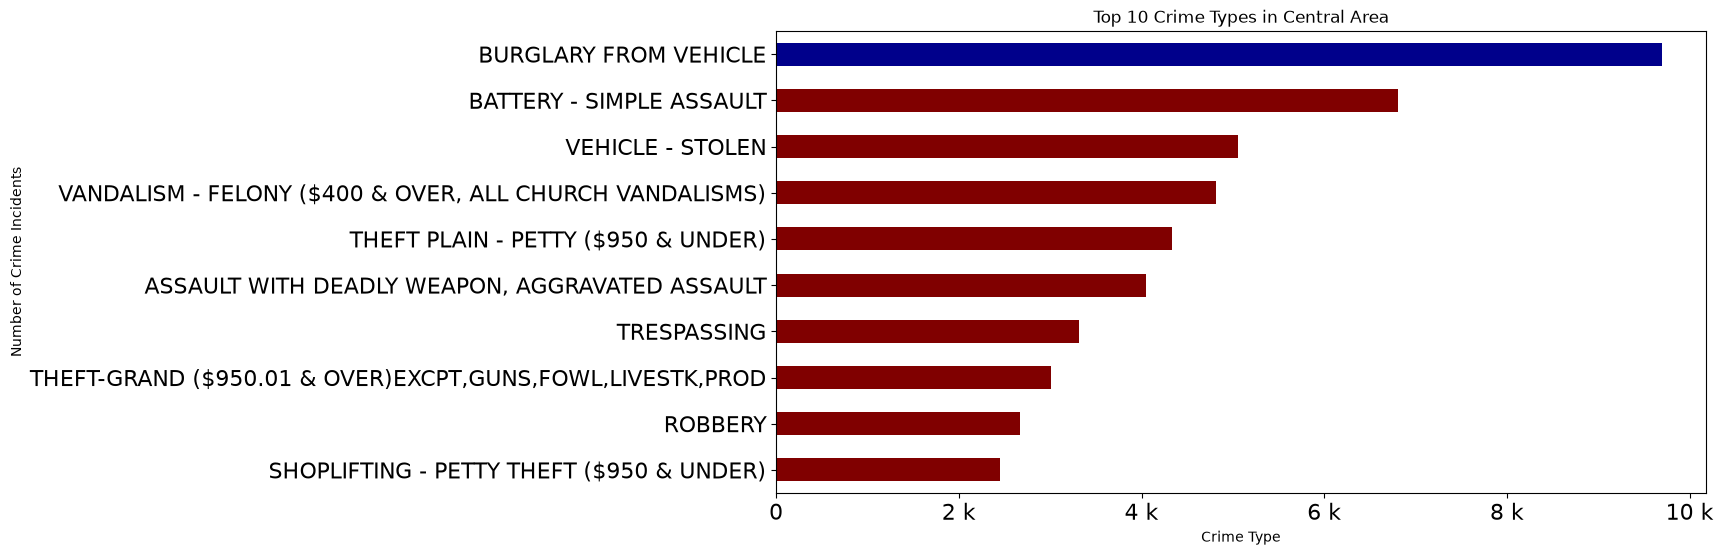 Top 10 Crime Types in Central Area
Number of Crime Incidents
BURGLARY FROM VEHICLE
BATTERY - SIMPLE ASSAULT
VEHICLE - STOLEN
VANDALISM - FELONY ($400 & OVER, ALL CHURCH VANDALISMS)
THEFT PLAIN - PETTY ($950 & UNDER)
ASSAULT WITH DEADLY WEAPON, AGGRAVATED ASSAULT
TRESPASSING
THEFT-GRAND ($950.01 & OVER)EXCPT,GUNS,FOWL,LIVESTK,PROD
ROBBERY
SHOPLIFTING - PETTY THEFT ($950 & UNDER)
0 2 k 4 k 6 k 8 k 10 k
Crime Type